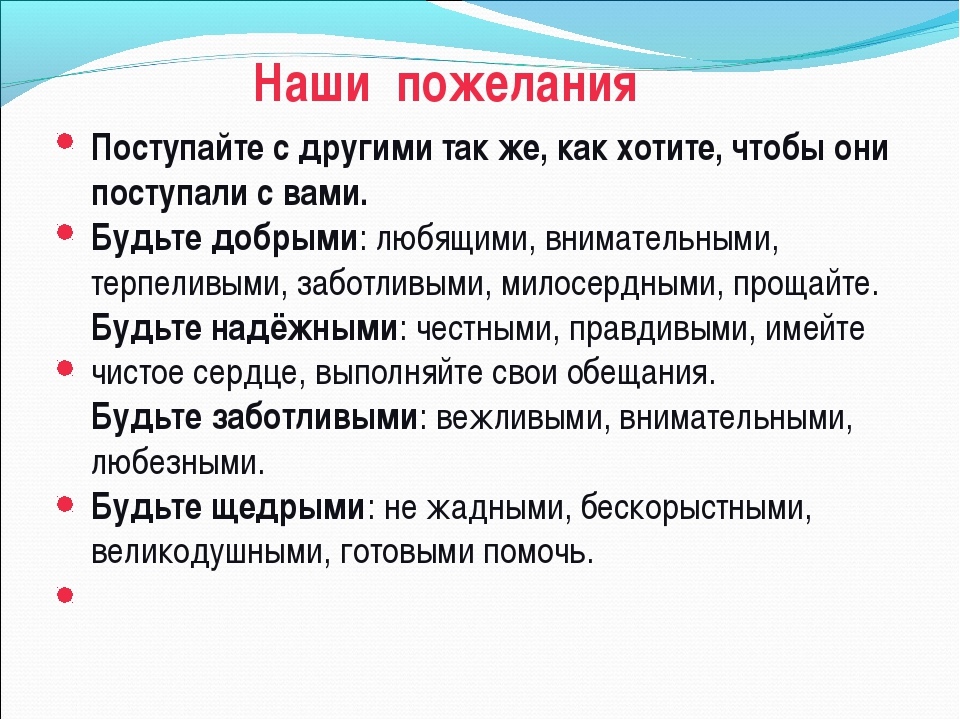 Наши пожелания
Поступайте с другими так же, как хотите, чтобы они
поступали с вами.
Будьте добрыми: любящими, внимательными,
терпеливыми, заботливыми, милосердными, прощайте.
Будьте надёжными: честными, правдивыми, имейте
чистое сердце, выполняйте свои обещания.
Будьте заботливыми: вежливыми, внимательными,
любезными.
Будьте щедрыми: не жадными, бескорыстными,
великодушными, готовыми помочь.